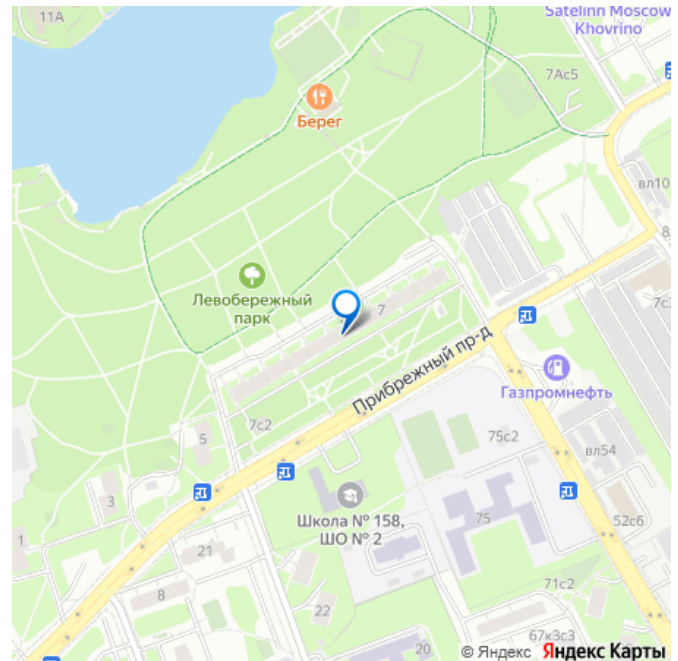 11А
Satelinn Moscow
Khovrino
7Ас5
Берег
вл10
Левобережный
парк
7
Прибрежный пр-д
Газпромнефть
7с2
5
75с2
вл54
3
Школа № 158,
ШО № 2
75
52с6
1
21
8
71с2
22
20
67к3с3
© Яндекс Яндекс Карты